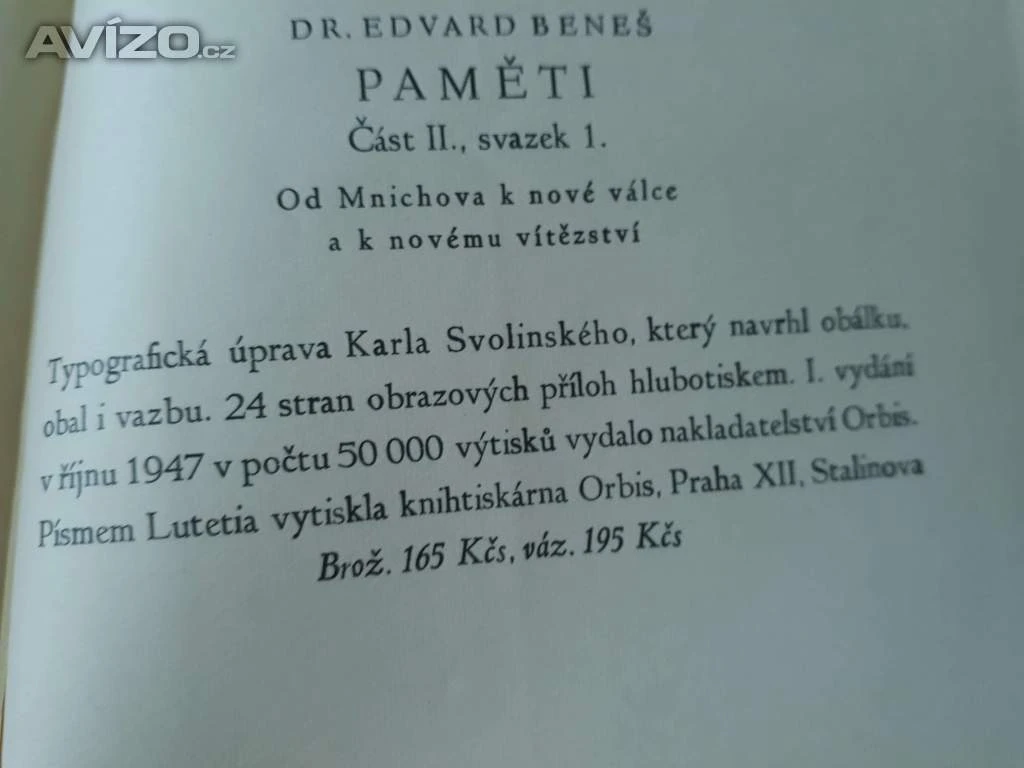 AVÍZO.cz
DR. EDVARD BENEŠ
PAMĚTI
Část II., svazek 1.
Od Mnichova k nové válce
a k novému vítězství
Typografická úprava Karla Svolinského, který navrhl obálku,
obal i vazbu. 24 stran obrazových příloh hlubotiskem. I. vydání
v říjnu 1947 v počtu 50 000 výtisků vydalo nakladatelství Orbis.
Písmem Lutetia vytiskla knihtiskárna Orbis, Praha XII, Stalinova
Brož. 165 Kčs, váz. 195 Kčs